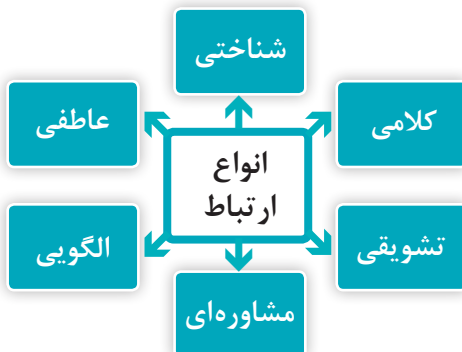 شناختی
کلامی
عاطفی
انواع
ارتباط
تشویقی
الگویی
مشاوره‌ای